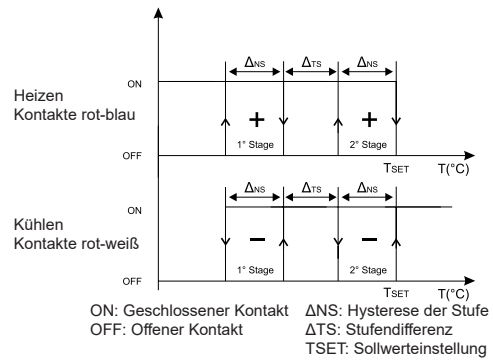 ΔNS ΔTS ΔNS
ON
Heizen
Kontakte rot-blau
+ +
1° Stage 2° Stage
OFF
TSET T(°C)
ΔNS ΔTS ΔNS
ON
Kühlen
Kontakte rot-weiß
− −
1° Stage 2° Stage
OFF
TSET T(°C)
ON: Geschlossener Kontakt ΔNS: Hysterese der Stufe
OFF: Offener Kontakt ΔTS: Stufendifferenz
TSET: Sollwerteinstellung